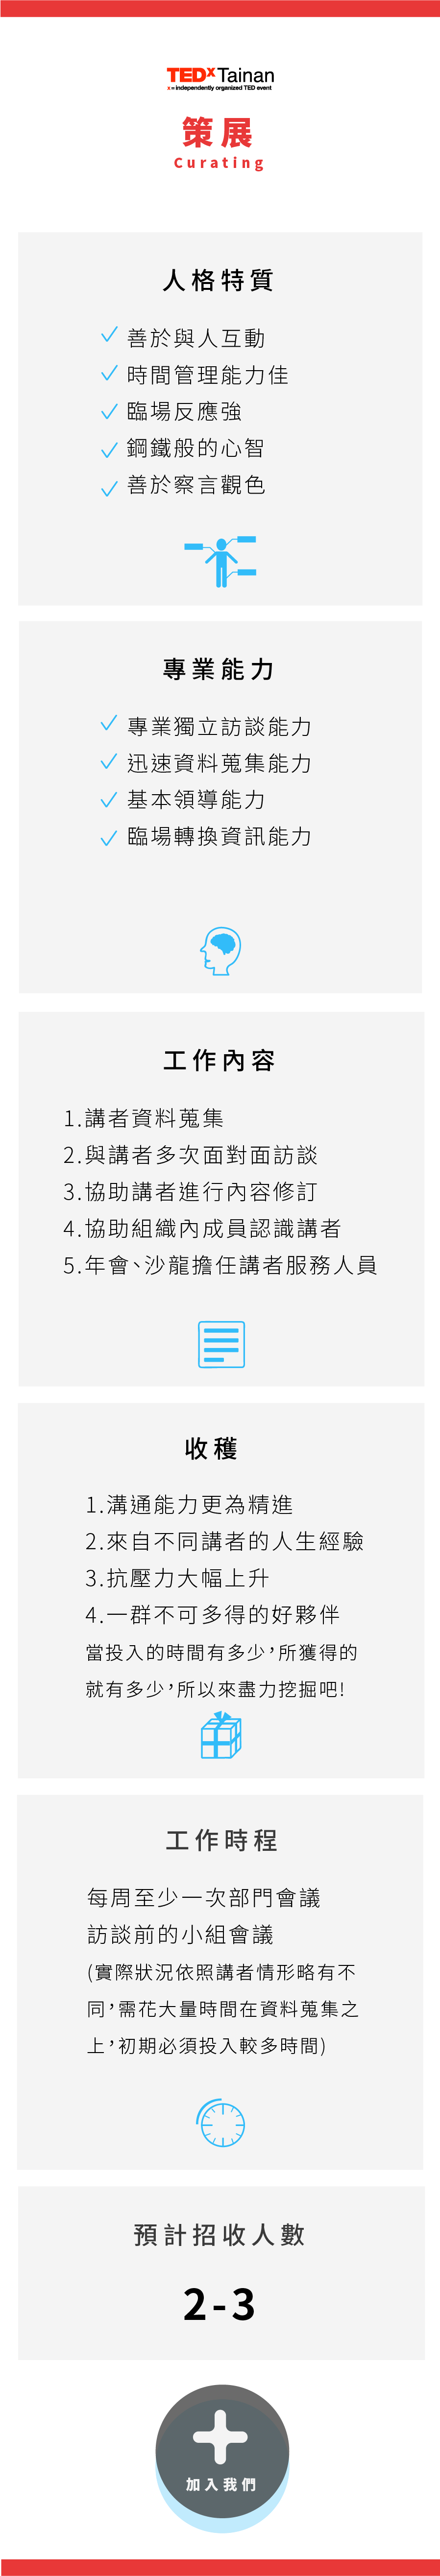 TEDxTainan
x = independently organized TED event
策展
Curating
人格特質
善於與人互動
時間管理能力佳
臨場反應強
鋼鐵般的心智
善於察言觀色
專業能力
專業獨立訪談能力
迅速資料蒐集能力
基本領導能力
臨場轉換資訊能力
工作內容
1.講者資料蒐集
2.與講者多次面對面訪談
3.協助講者進行內容修訂
4.協助組織內成員認識講者
5.年會、沙龍擔任講者服務人員
收穫
1.溝通能力更為精進
2.來自不同講者的人生經驗
3.抗壓力大幅上升
4.一群不可多得的好夥伴
當投入的時間有多少，所獲得的
就有多少，所以來盡力挖掘吧!
工作時程
每周至少一次部門會議
訪談前的小組會議
(實際狀況依照講者情形略有不
同，需花大量時間在資料蒐集之
上，初期必須投入較多時間)
預計招收人數
2-3
加入我們